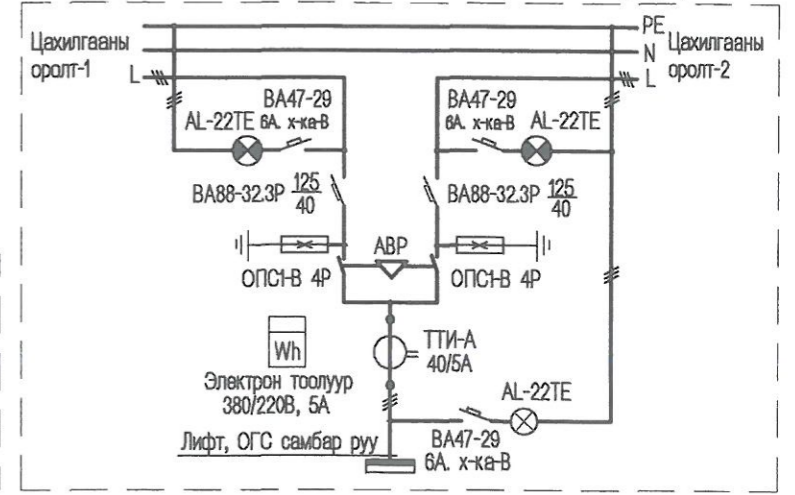 PE
Цахилгааны
оролт-1
N
Цахилгааны
оролт-2
L
L
ВА47-29
6А. х-ка-В
AL-22TE
ВА47-29
6А. х-ка-В
AL-22TE
ВА88-32.3Р 125/40
ВА88-32.3Р 125/40
АВР
ОПС1-В 4Р
ОПС1-В 4Р
Wh
ТТИ-А
40/5А
Электрон тоолуур
380/220В, 5А
AL-22TE
Лифт, ОГС самбар руу
ВА47-29
6А. х-ка-В